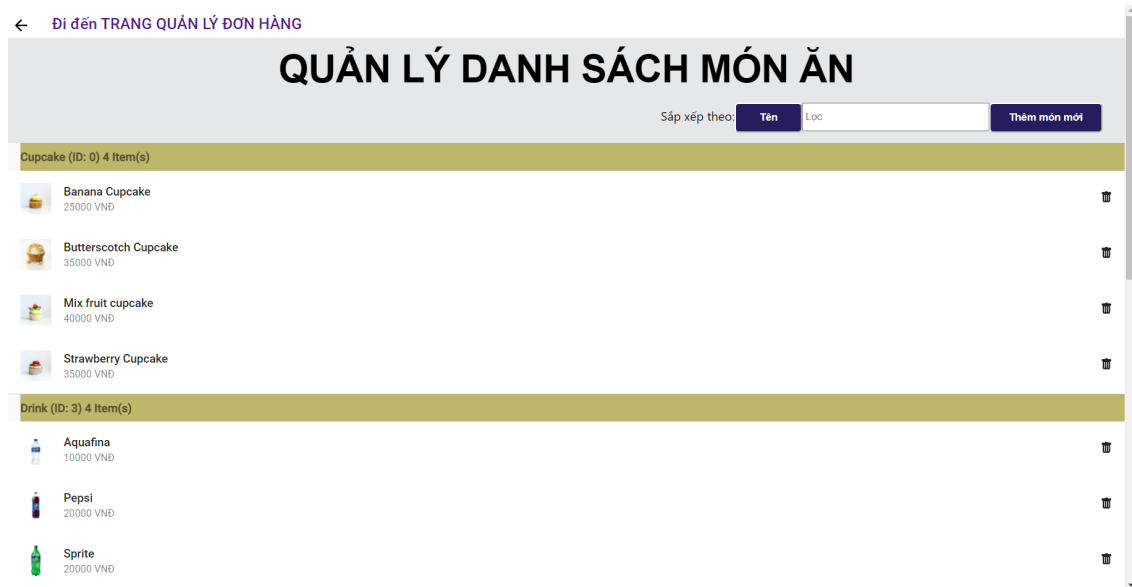 Đi đến TRANG QUẢN LÝ ĐƠN HÀNG
QUẢN LÝ DANH SÁCH MÓN ĂN
Sắp xếp theo: Tên Lọc Thêm món mới
Cupcake (ID: 0) 4 Item(s)
Banana Cupcake
25000 VNĐ
Butterscotch Cupcake
35000 VNĐ
Mix fruit cupcake
40000 VNĐ
Strawberry Cupcake
35000 VNĐ
Drink (ID: 3) 4 Item(s)
Aquafina
10000 VNĐ
Pepsi
20000 VNĐ
Sprite
20000 VNĐ